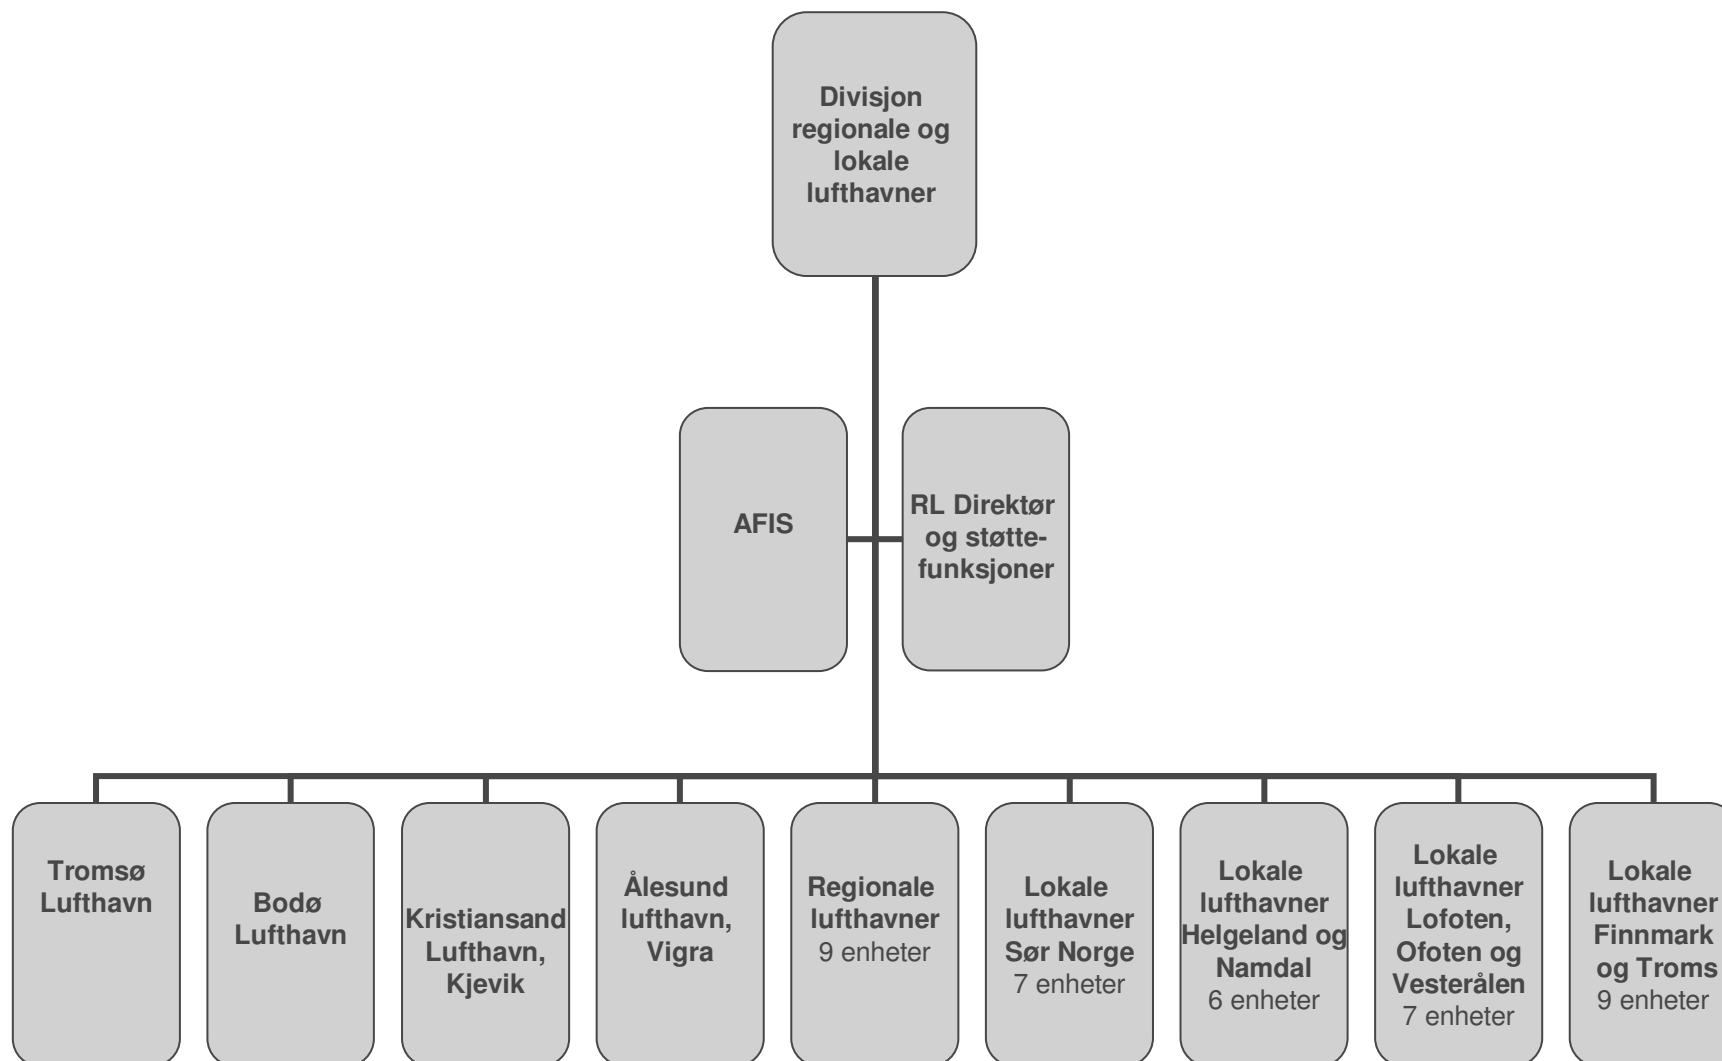 Divisjon
regionale og
lokale
lufthavner
AFIS
RL Direktør
og støtte-
funksjoner
Tromsø
Lufthavn
Bodø
Lufthavn
Kristiansand
Lufthavn,
Kjevik
Ålesund
lufthavn,
Vigra
Regionale
lufthavner
9 enheter
Lokale
lufthavner
Sør Norge
7 enheter
Lokale
lufthavner
Helgeland og
Namdal
6 enheter
Lokale
lufthavner
Lofoten,
Ofoten og
Vesterålen
7 enheter
Lokale
lufthavner
Finnmark
og Troms
9 enheter